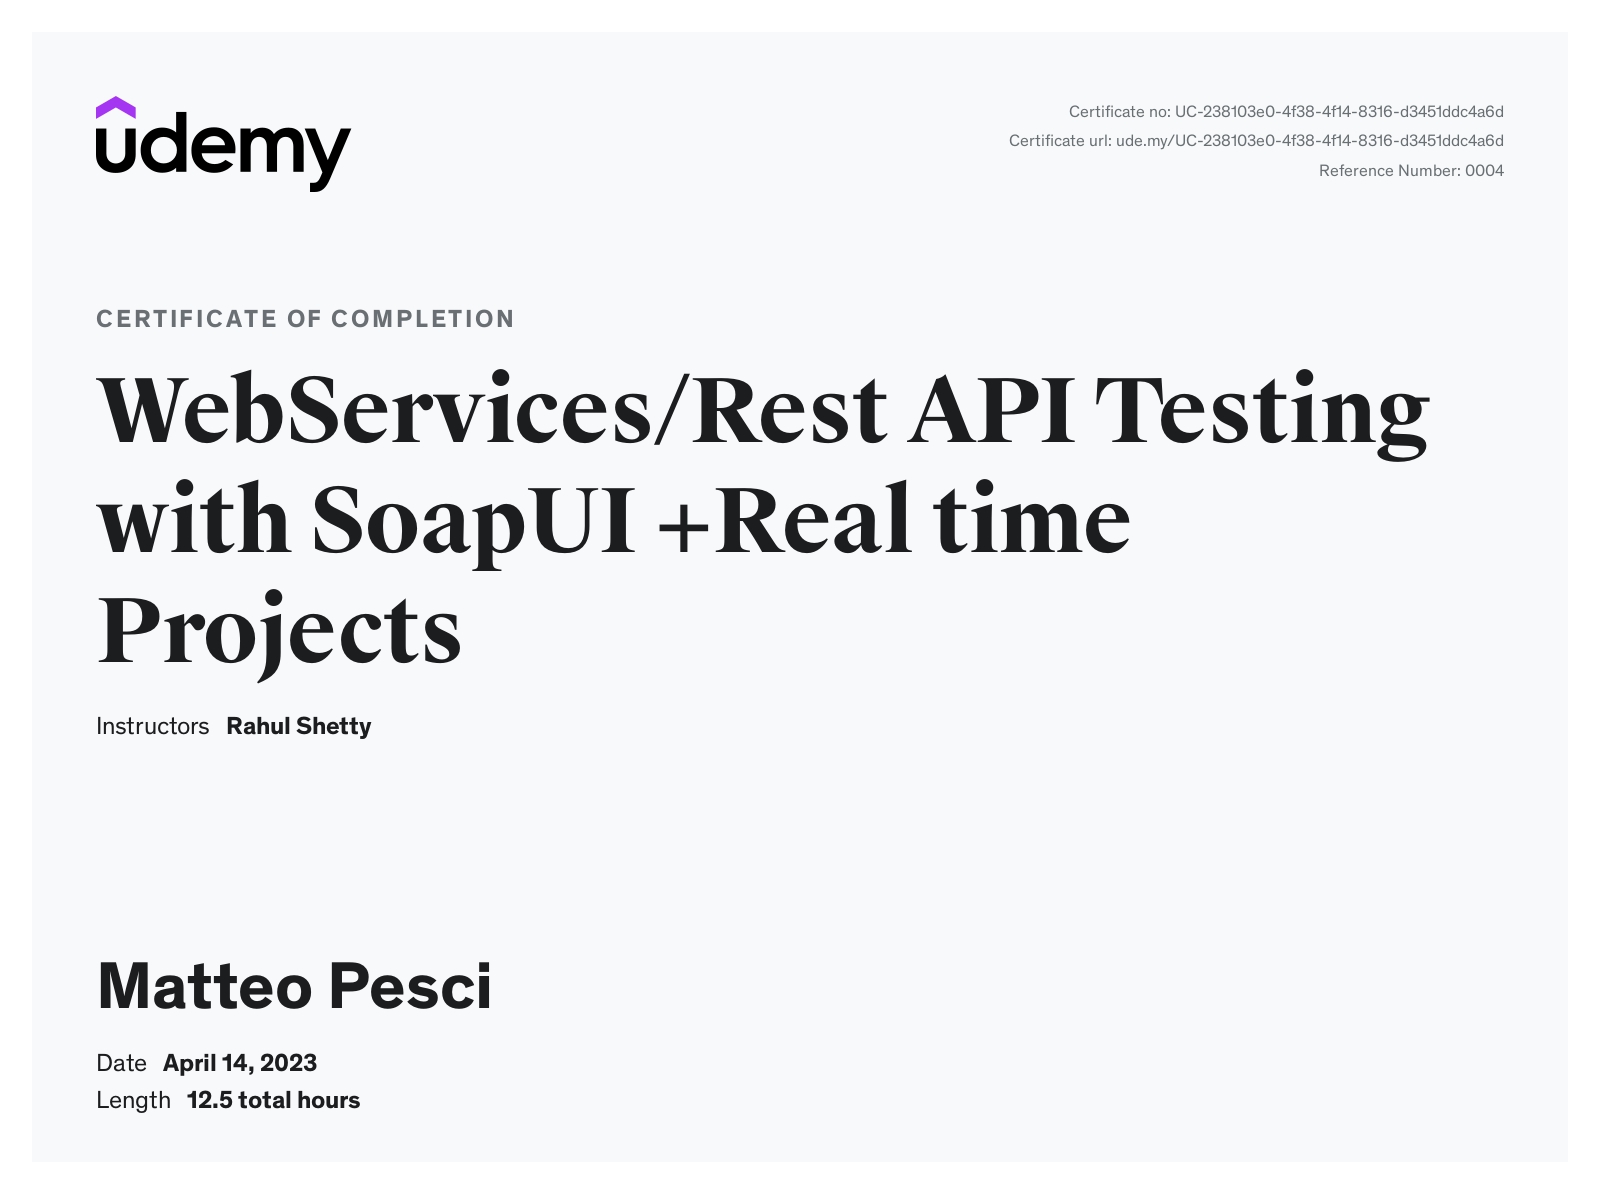 udemy
Certificate no: UC-238103e0-4f38-4f14-8316-d3451ddc4a6d
Certificate url: ude.my/UC-238103e0-4f38-4f14-8316-d3451ddc4a6d
Reference Number: 0004
CERTIFICATE OF COMPLETION
WebServices/Rest API Testing
with SoapUI +Real time
Projects
Instructors Rahul Shetty
Matteo Pesci
Date April 14, 2023
Length 12.5 total hours